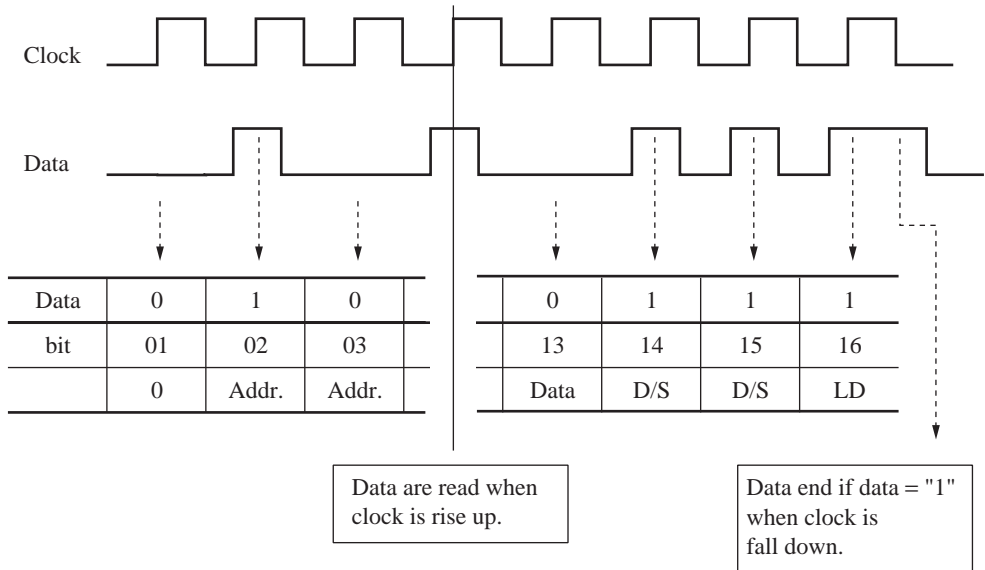 Clock
Data
Data 0 1 0 0 1 1 1
bit 01 02 03 13 14 15 16
0 Addr. Addr. Data D/S D/S LD
Data are read when
clock is rise up.
Data end if data = "1"
when clock is
fall down.